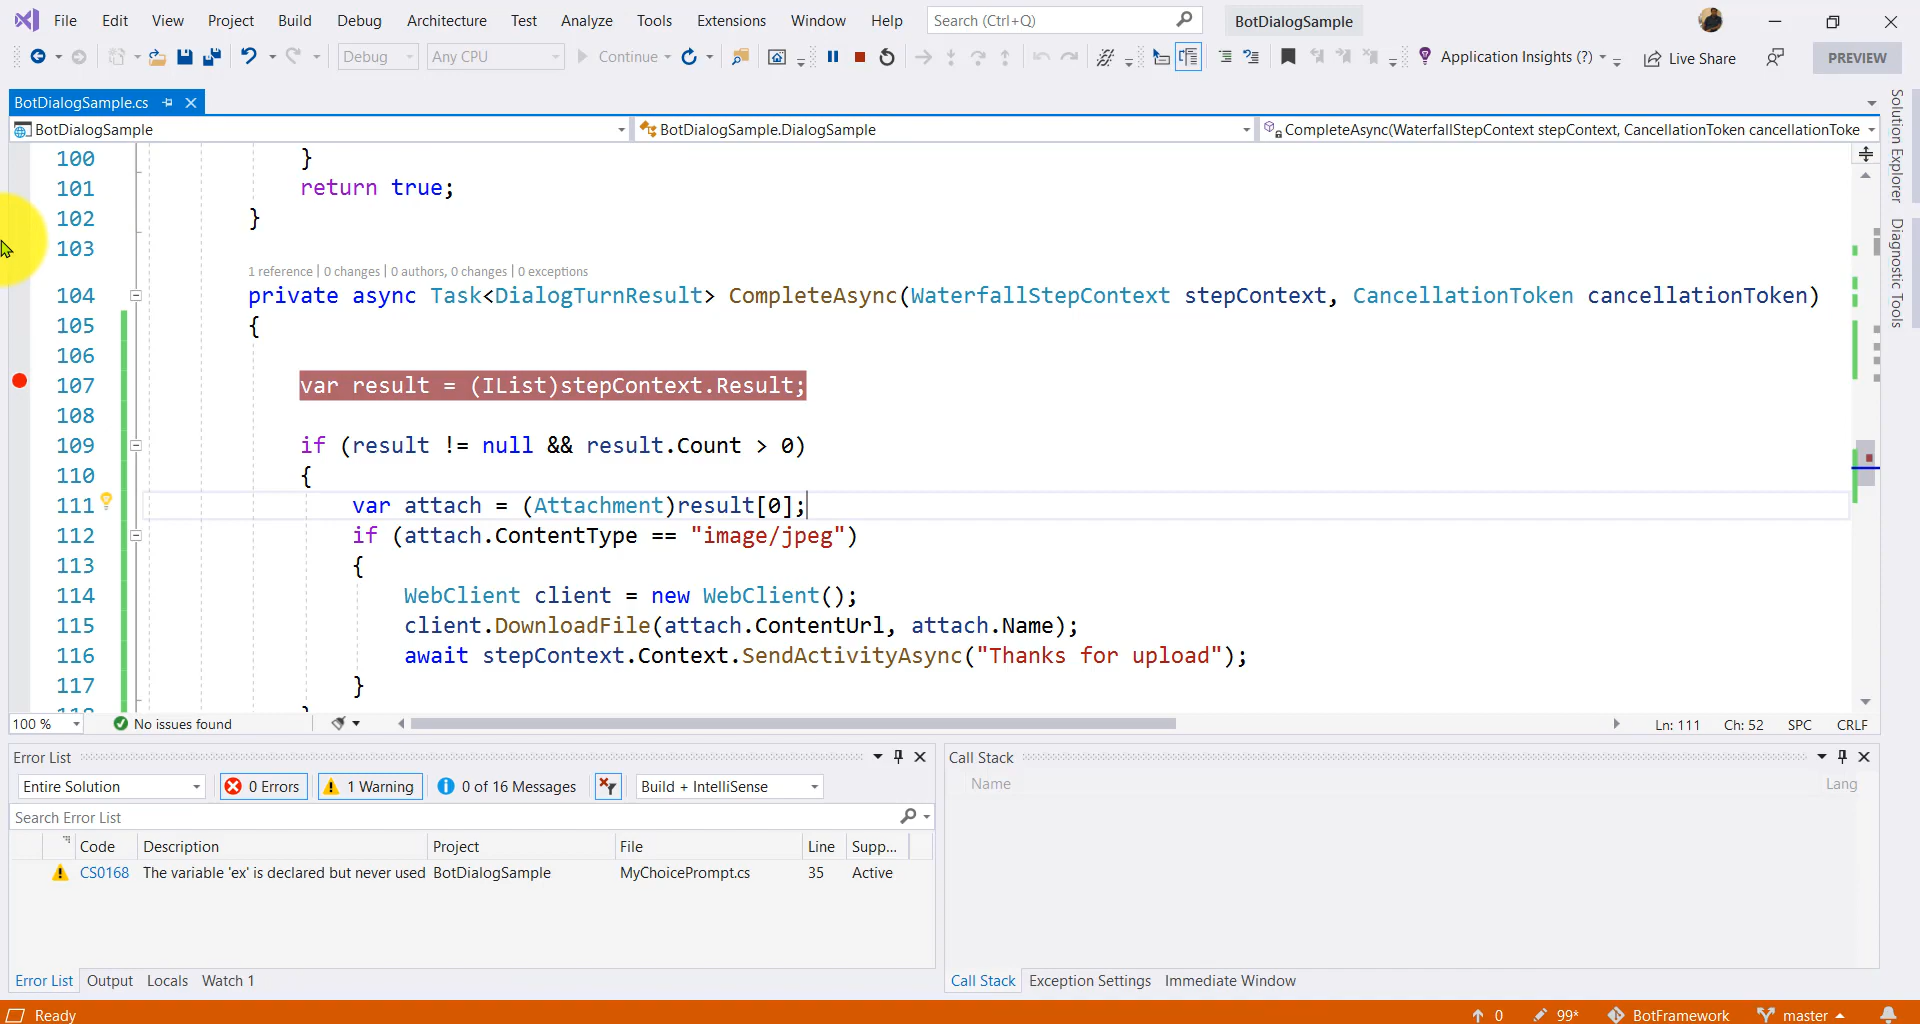 File Edit View Project Build Debug Architecture Test Analyze Tools Extensions Window Help Search (Ctrl+Q) BotDialogSample
Debug Any CPU Continue Application Insights (?) Live Share PREVIEW
BotDialogSample.cs
BotDialogSample BotDialogSample.DialogSample CompleteAsync(WaterfallStepContext stepContext, CancellationToken cancellationToke
Solution Explorer
Diagnostic Tools
100 }
101 return true;
102 }
103
1 reference | 0 changes | 0 authors, 0 changes | 0 exceptions
104 private async Task<DialogTurnResult> CompleteAsync(WaterfallStepContext stepContext, CancellationToken cancellationToken)
105 {
106
107 var result = (IList)stepContext.Result;
108
109 if (result != null && result.Count > 0)
110 {
111 var attach = (Attachment)result[0];
112 if (attach.ContentType == "image/jpeg")
113 {
114 WebClient client = new WebClient();
115 client.DownloadFile(attach.ContentUrl, attach.Name);
116 await stepContext.Context.SendActivityAsync("Thanks for upload");
117 }
100 % No issues found Ln: 111 Ch: 52 SPC CRLF
Error List
Entire Solution 0 Errors 1 Warning 0 of 16 Messages Build + IntelliSense
Search Error List
Code Description Project File Line Supp...
CS0168 The variable 'ex' is declared but never used BotDialogSample MyChoicePrompt.cs 35 Active
Error List Output Locals Watch 1
Call Stack
Name Lang
Call Stack Exception Settings Immediate Window
Ready 0 99* BotFramework master